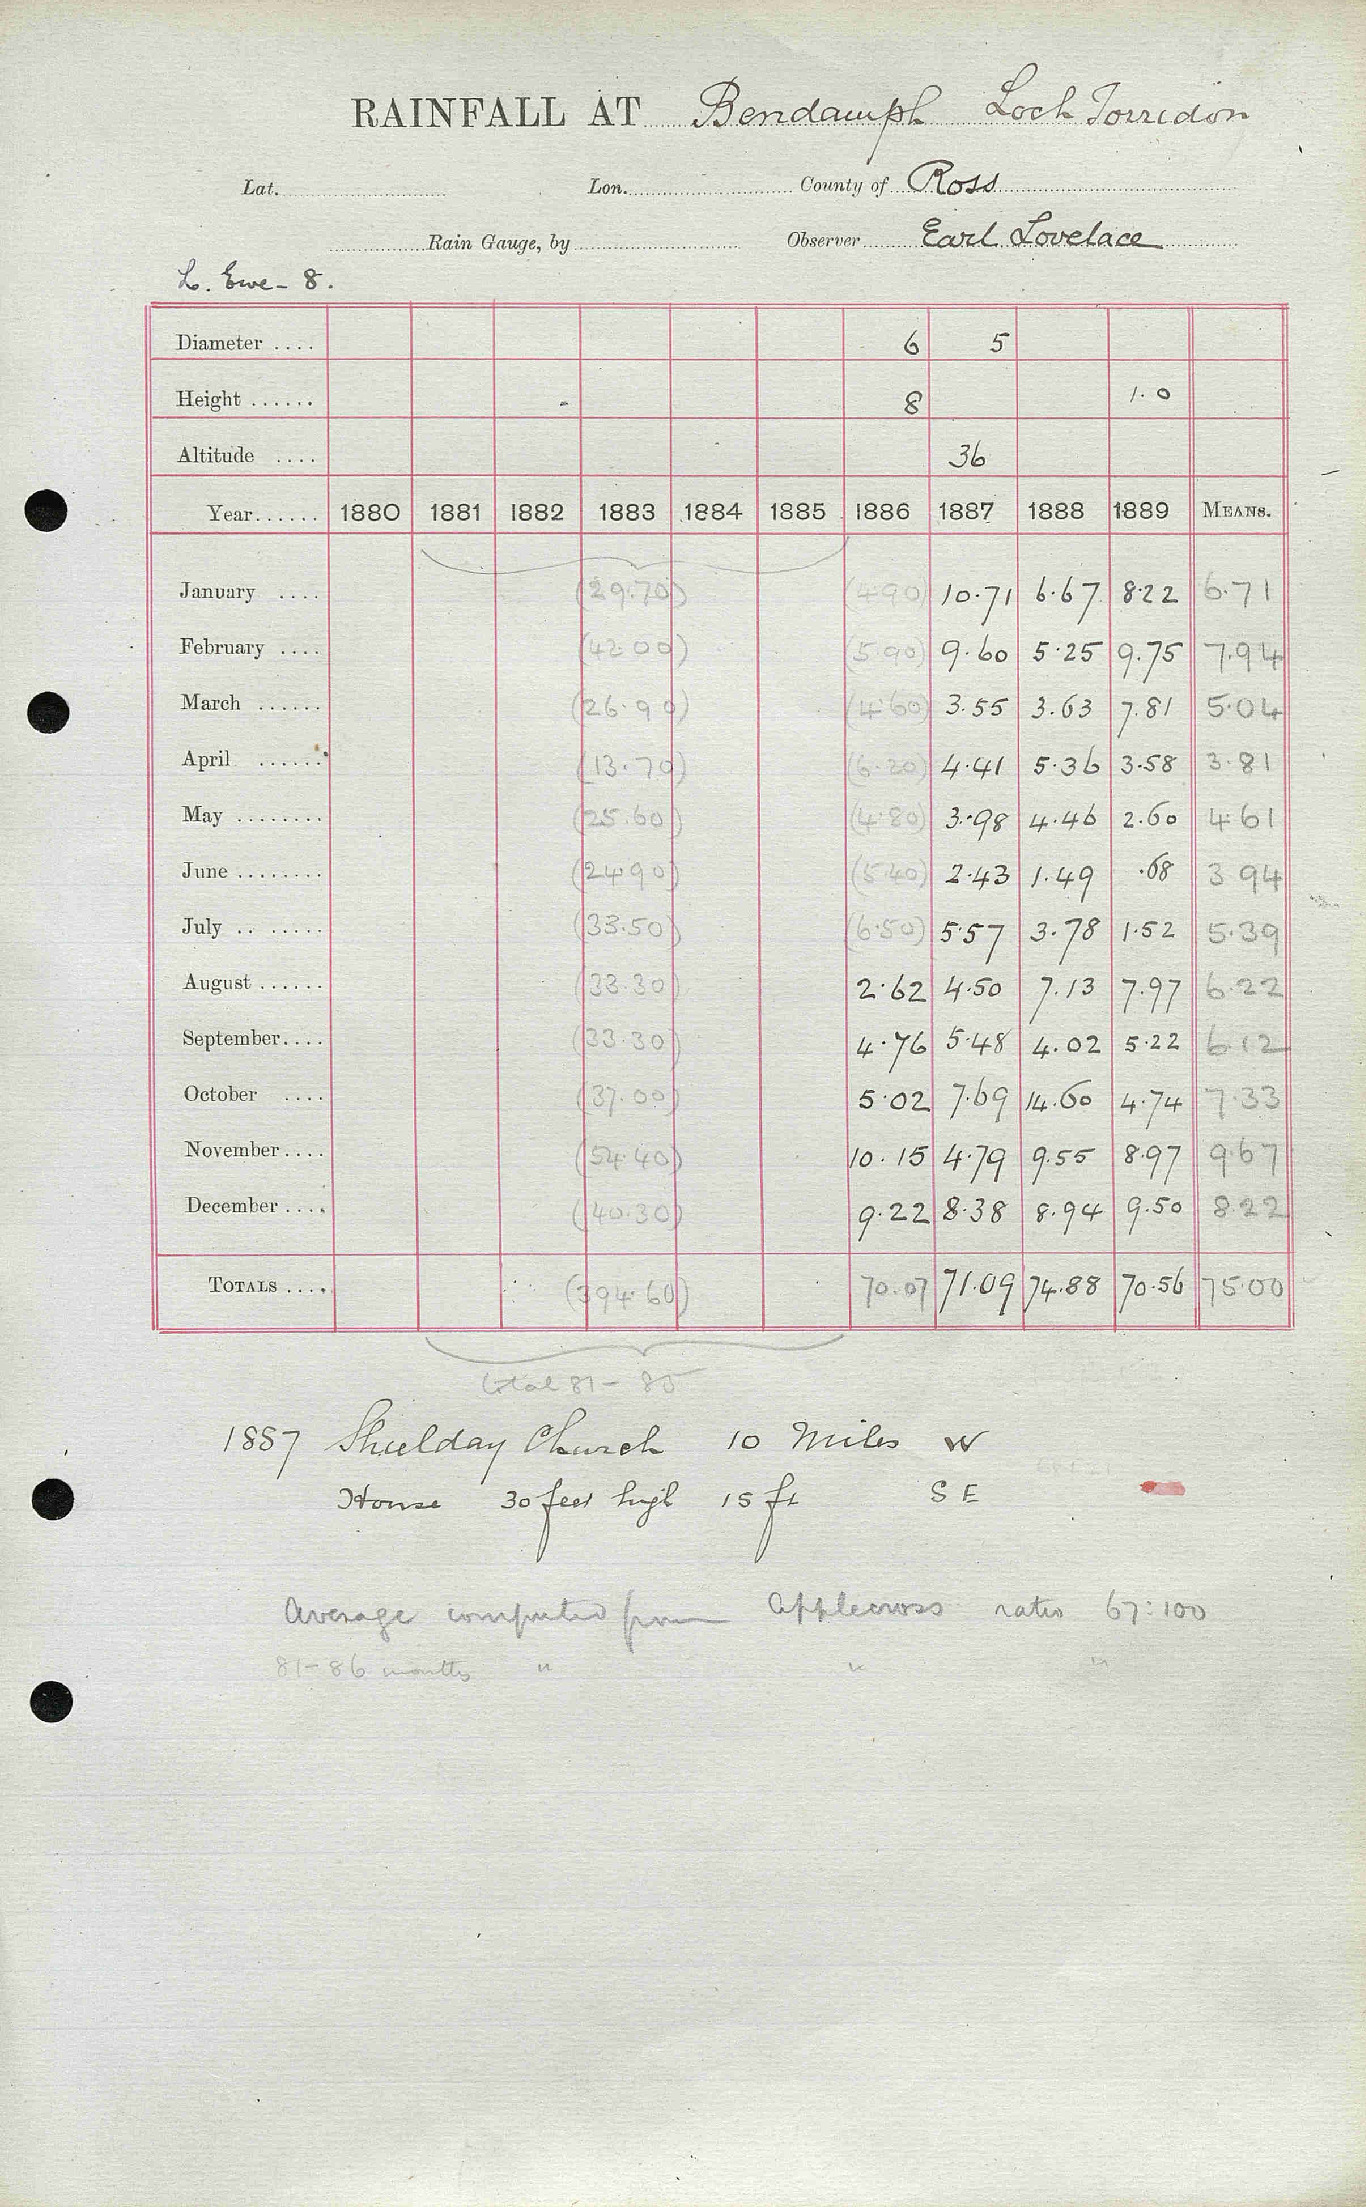 RAINFALL AT Bendamph Loch Torridon
Lat. Lon. County of Ross
Rain Gauge, by Observer Earl Lovelace
L. Ewe - 8.
Diameter .... 6 5
Height ...... 8 1.0
Altitude .... 36
Year...... 1880 1881 1882 1883 1884 1885 1886 1887 1888 1889 MEANS.
January .... (29.70) (4.90) 10.71 6.67 8.22 6.71
February .... (42.00) (5.90) 9.60 5.25 9.75 7.94
March ...... (26.90) (4.60) 3.55 3.63 7.81 5.04
April ...... (13.70) (6.20) 4.41 5.36 3.58 3.81
May ........ (25.60) (4.80) 3.98 4.46 2.60 4.61
June ........ (24.90) (5.40) 2.43 1.49 .68 3.94
July .. ..... (33.50) (6.50) 5.57 3.78 1.52 5.39
August ...... (33.30) 2.62 4.50 7.13 7.97 6.22
September.... (33.30) 4.76 5.48 4.02 5.22 6.12
October .... (37.00) 5.02 7.69 14.60 4.74 7.33
November.... (54.40) 10.15 4.79 9.55 8.97 9.67
December .... (40.30) 9.22 8.38 8.94 9.50 8.22
TOTALS .... (394.60) 70.07 71.09 74.88 70.56 75.00
total 81-85
1887 Shielday Church 10 Miles W
House 30 feet high 15 ft SE
Average computed from Applecross ratio 67:100
81-86 months " " "